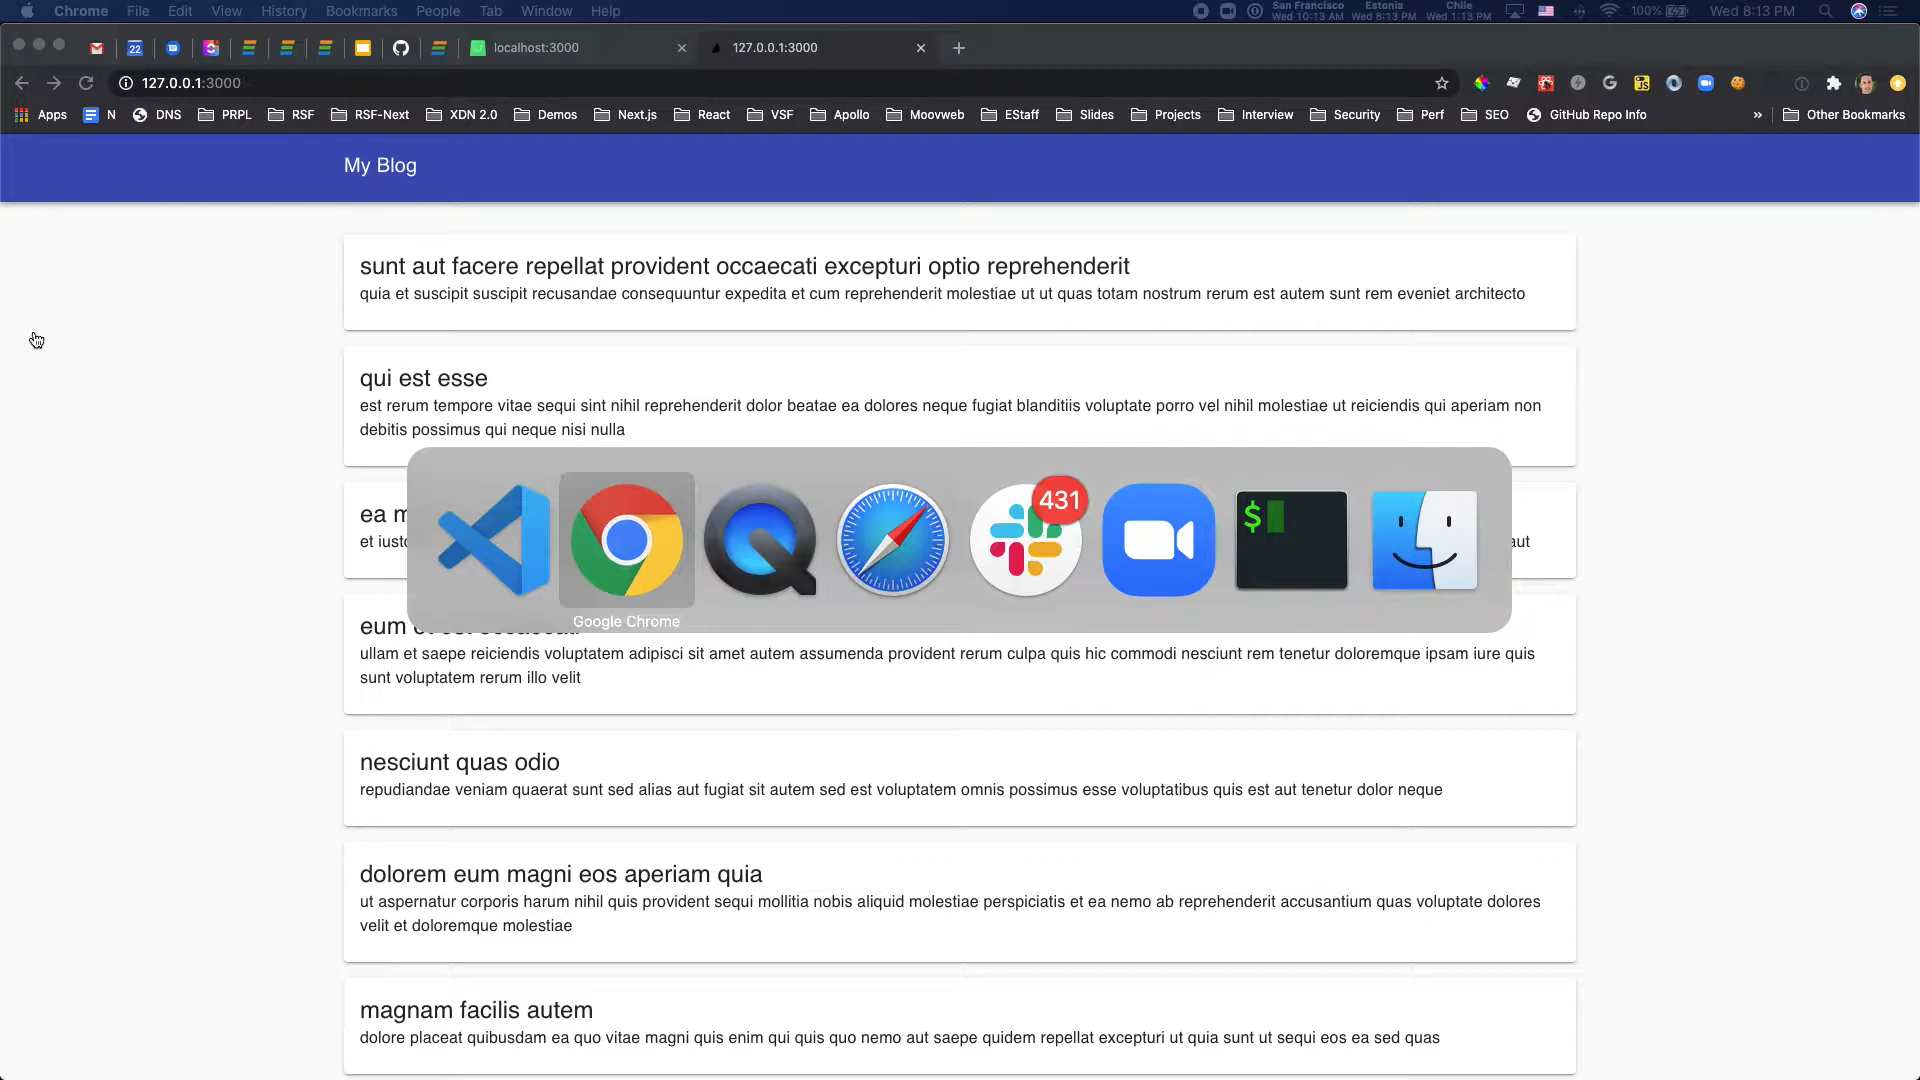 Chrome File Edit View History Bookmarks People Tab Window Help
San Francisco Estonia Chile
Wed 10:13 AM Wed 8:13 PM Wed 1:13 PM
100% Wed 8:13 PM
22 localhost:3000 127.0.0.1:3000
127.0.0.1:3000
Apps N DNS PRPL RSF RSF-Next XDN 2.0 Demos Next.js React VSF Apollo Moovweb EStaff Slides Projects Interview Security Perf SEO GitHub Repo Info » Other Bookmarks
My Blog
sunt aut facere repellat provident occaecati excepturi optio reprehenderit
quia et suscipit suscipit recusandae consequuntur expedita et cum reprehenderit molestiae ut ut quas totam nostrum rerum est autem sunt rem eveniet architecto
qui est esse
est rerum tempore vitae sequi sint nihil reprehenderit dolor beatae ea dolores neque fugiat blanditiis voluptate porro vel nihil molestiae ut reiciendis qui aperiam non
debitis possimus qui neque nisi nulla
ea
et iusto aut
431
$
Google Chrome
eum
ullam et saepe reiciendis voluptatem adipisci sit amet autem assumenda provident rerum culpa quis hic commodi nesciunt rem tenetur doloremque ipsam iure quis
sunt voluptatem rerum illo velit
nesciunt quas odio
repudiandae veniam quaerat sunt sed alias aut fugiat sit autem sed est voluptatem omnis possimus esse voluptatibus quis est aut tenetur dolor neque
dolorem eum magni eos aperiam quia
ut aspernatur corporis harum nihil quis provident sequi mollitia nobis aliquid molestiae perspiciatis et ea nemo ab reprehenderit accusantium quas voluptate dolores
velit et doloremque molestiae
magnam facilis autem
dolore placeat quibusdam ea quo vitae magni quis enim qui quis quo nemo aut saepe quidem repellat excepturi ut quia sunt ut sequi eos ea sed quas